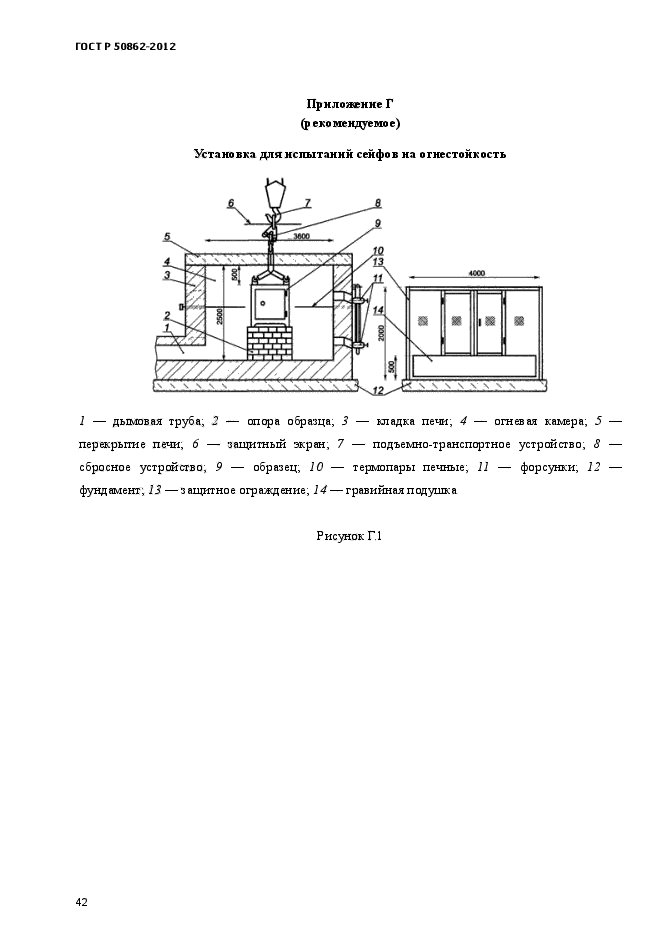 ГОСТ Р 50862-2012
Приложение Г
(рекомендуемое)
Установка для испытаний сейфов на огнестойкость
7
6
8
9
5
3600
10
4
13
11
4000
3
500
14
2
2500
2000
1
500
12
1 — дымовая труба; 2 — опора образца; 3 — кладка печи; 4 — огневая камера; 5 —
перекрытие печи; 6 — защитный экран; 7 — подъемно-транспортное устройство; 8 —
сбросное устройство; 9 — образец; 10 — термопары печные; 11 — форсунки; 12 —
фундамент; 13 — защитное ограждение; 14 — гравийная подушка
Рисунок Г.1
42